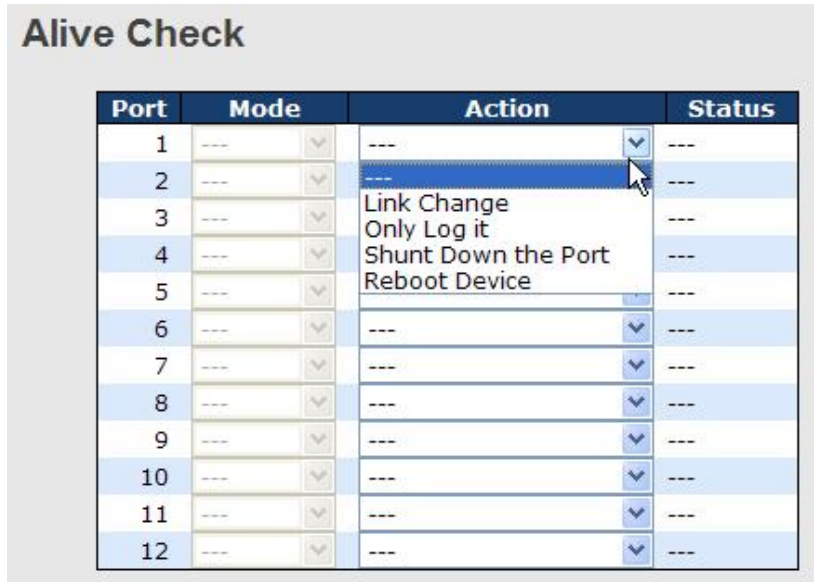 Alive Check
Port Mode Action Status
1 --- --- ---
2 --- --- ---
3 --- Link Change ---
4 --- Only Log it ---
Shunt Down the Port
5 --- Reboot Device ---
6 --- --- ---
7 --- --- ---
8 --- --- ---
9 --- --- ---
10 --- --- ---
11 --- --- ---
12 --- --- ---